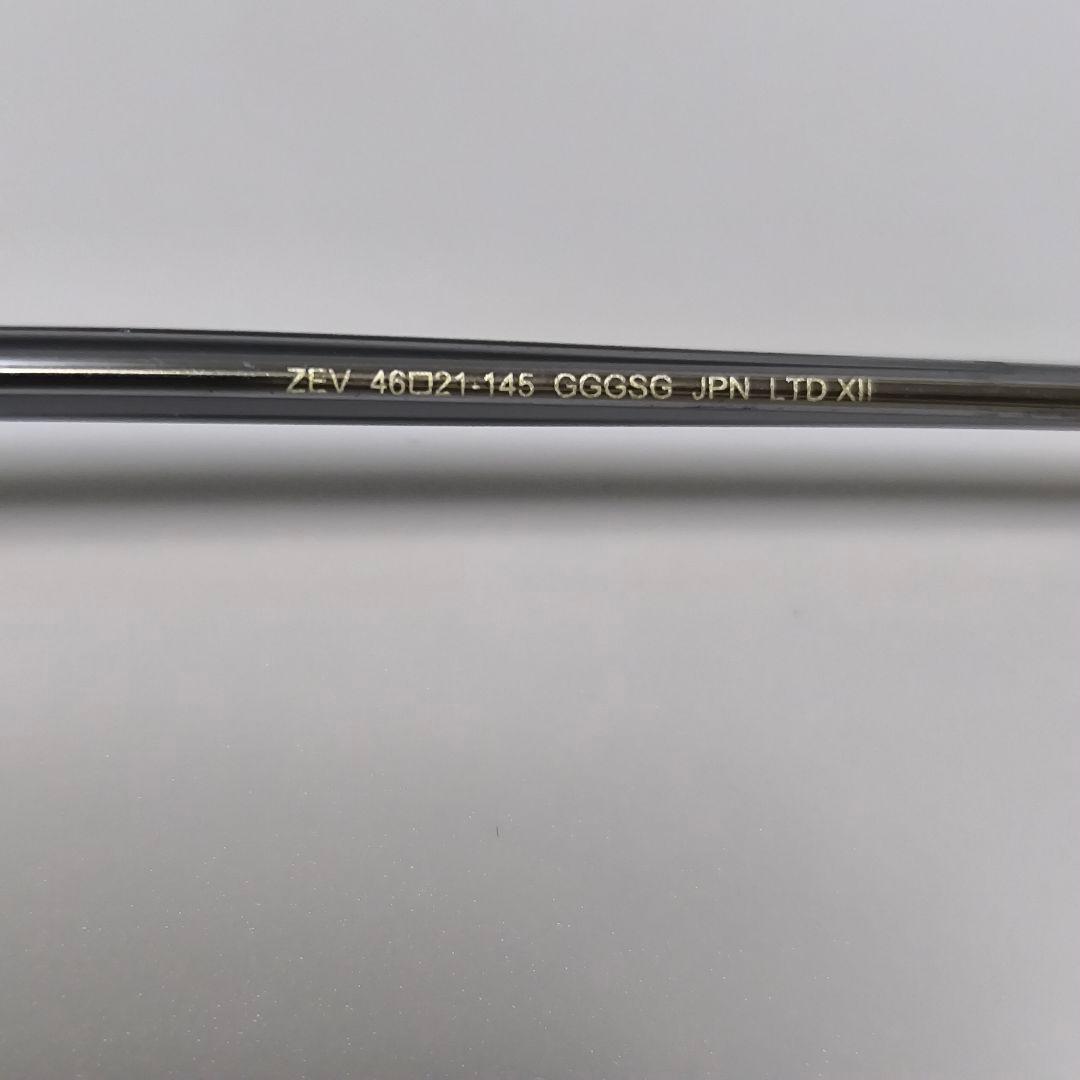 ZEV 46□21-145 GGGSG JPN LTD XII